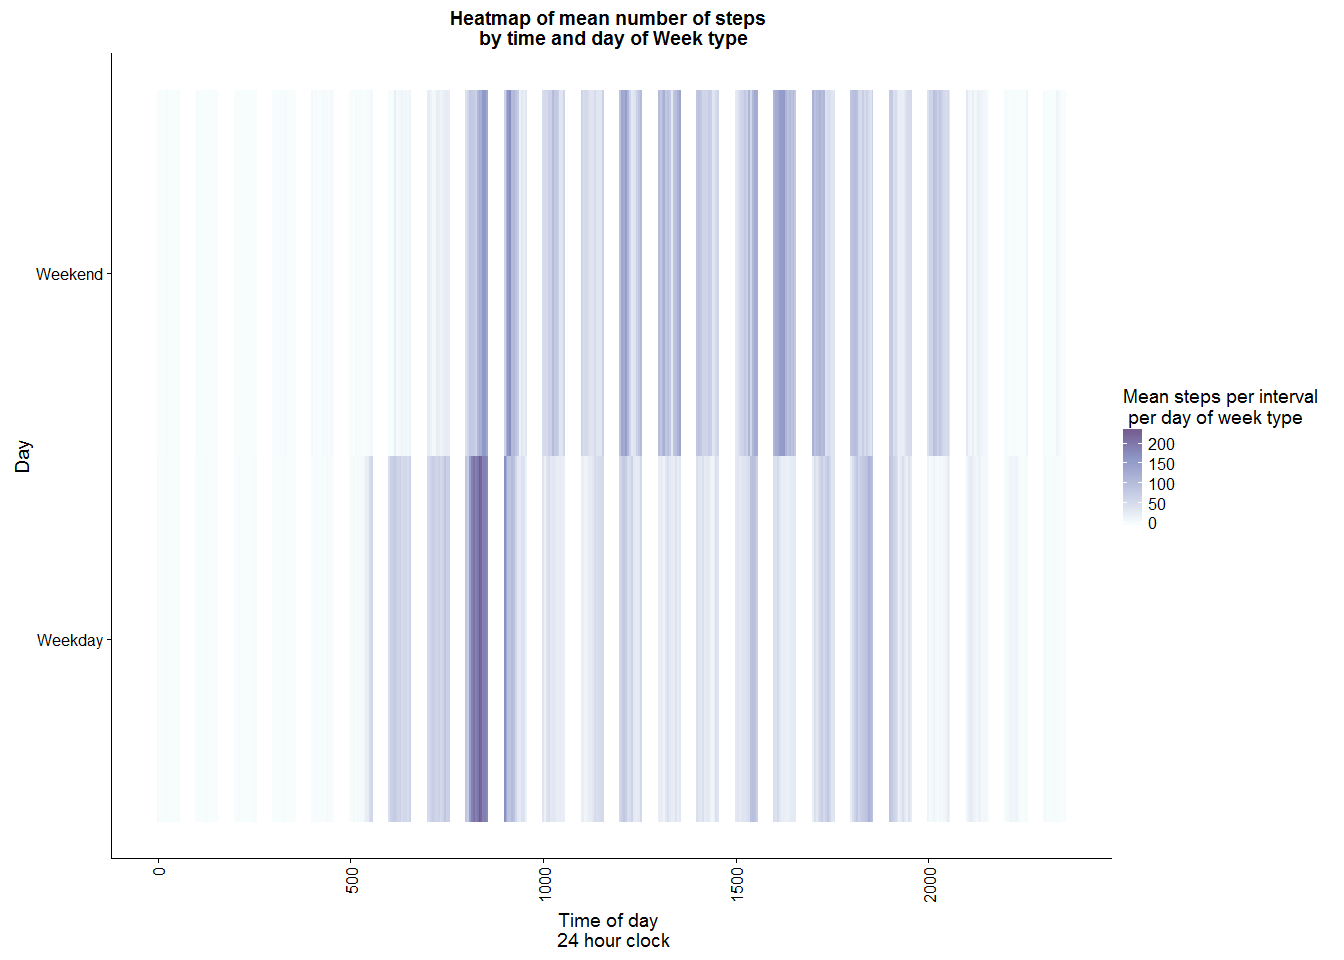 Heatmap of mean number of steps
by time and day of Week type
Weekend
Weekday
Day
0
500
1000
1500
2000
Time of day
24 hour clock
Mean steps per interval
per day of week type
200
150
100
50
0